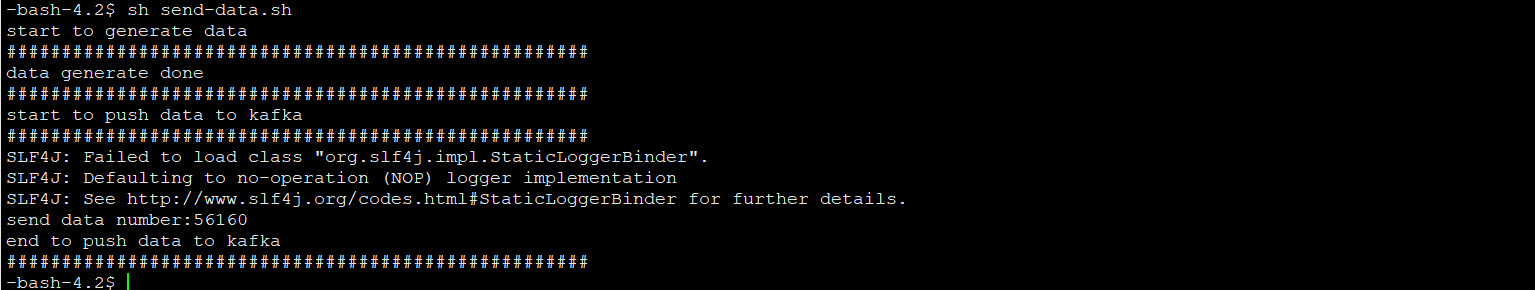 -bash-4.2$ sh send-data.sh
start to generate data
#####################################################
data generate done
#####################################################
start to push data to kafka
#####################################################
SLF4J: Failed to load class "org.slf4j.impl.StaticLoggerBinder".
SLF4J: Defaulting to no-operation (NOP) logger implementation
SLF4J: See http://www.slf4j.org/codes.html#StaticLoggerBinder for further details.
send data number:56160
end to push data to kafka
#####################################################
-bash-4.2$